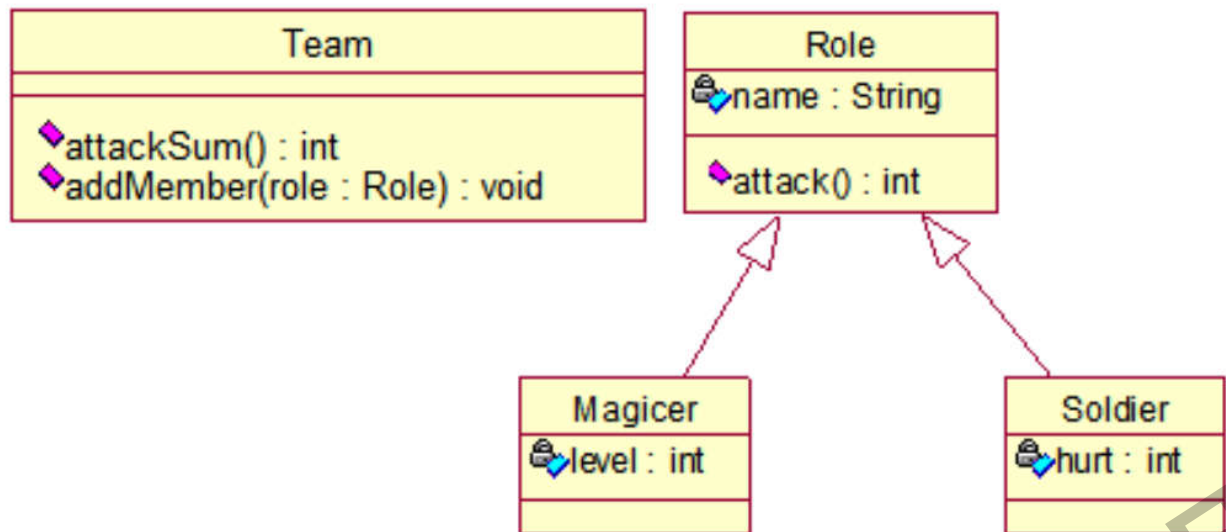 Team
attackSum() : int
addMember(role : Role) : void
Role
name : String
attack() : int
Magicer
level : int
Soldier
hurt : int